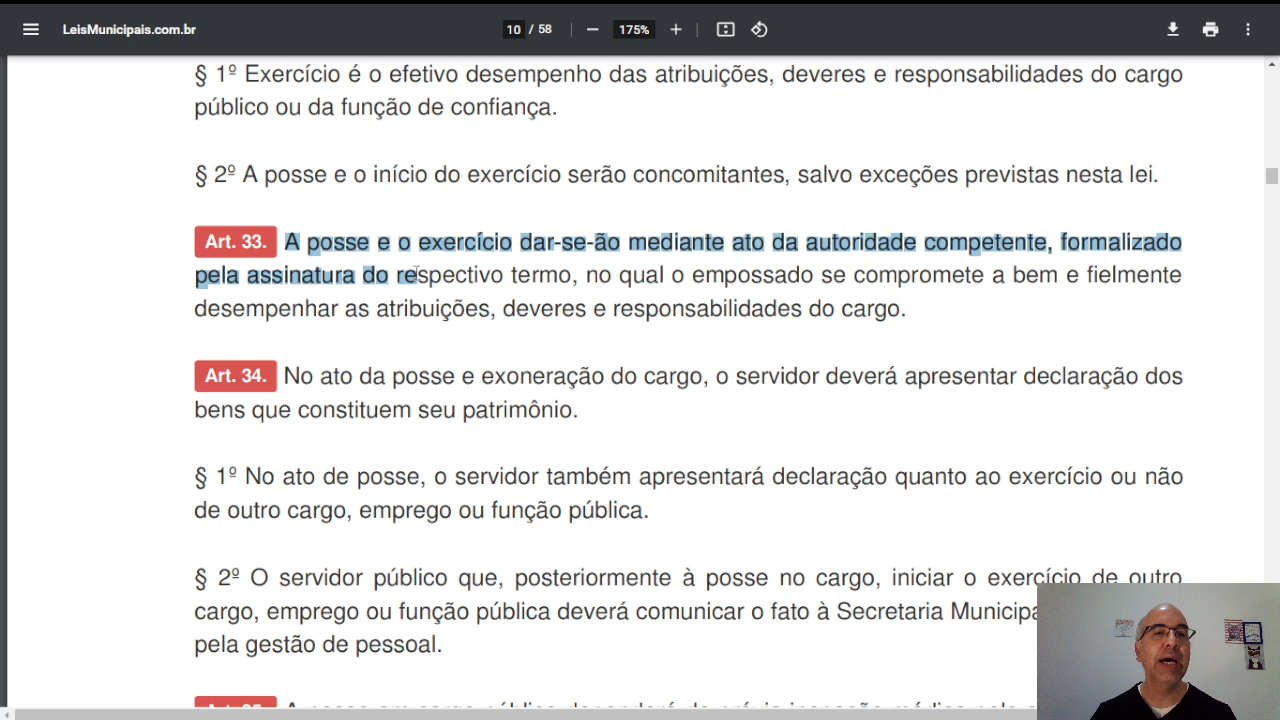 LeisMunicipais.com.br
10 / 58
175%
§ 1º Exercício é o efetivo desempenho das atribuições, deveres e responsabilidades do cargo
público ou da função de confiança.
§ 2º A posse e o início do exercício serão concomitantes, salvo exceções previstas nesta lei.
Art. 33. A posse e o exercício dar-se-ão mediante ato da autoridade competente, formalizado
pela assinatura do respectivo termo, no qual o empossado se compromete a bem e fielmente
desempenhar as atribuições, deveres e responsabilidades do cargo.
Art. 34. No ato da posse e exoneração do cargo, o servidor deverá apresentar declaração dos
bens que constituem seu patrimônio.
§ 1º No ato de posse, o servidor também apresentará declaração quanto ao exercício ou não
de outro cargo, emprego ou função pública.
§ 2º O servidor público que, posteriormente à posse no cargo, iniciar o exercício de outro
cargo, emprego ou função pública deverá comunicar o fato à Secretaria
pela gestão de pessoal.